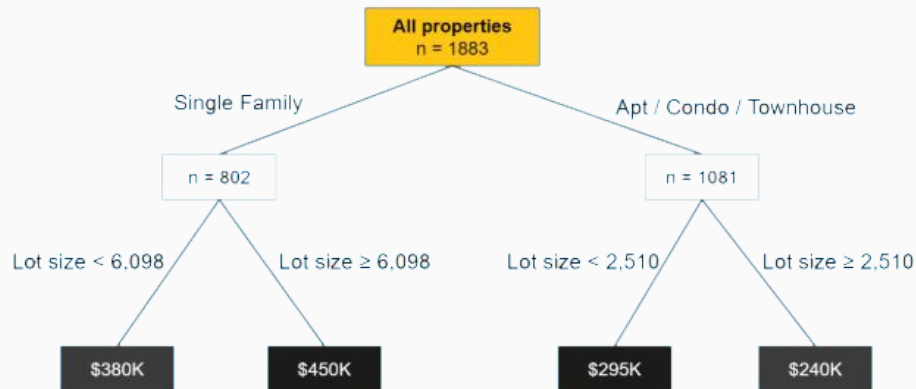 All properties
n = 1883
Single Family
Apt / Condo / Townhouse
n = 802
n = 1081
Lot size < 6,098
Lot size ≥ 6,098
Lot size < 2,510
Lot size ≥ 2,510
$380K
$450K
$295K
$240K